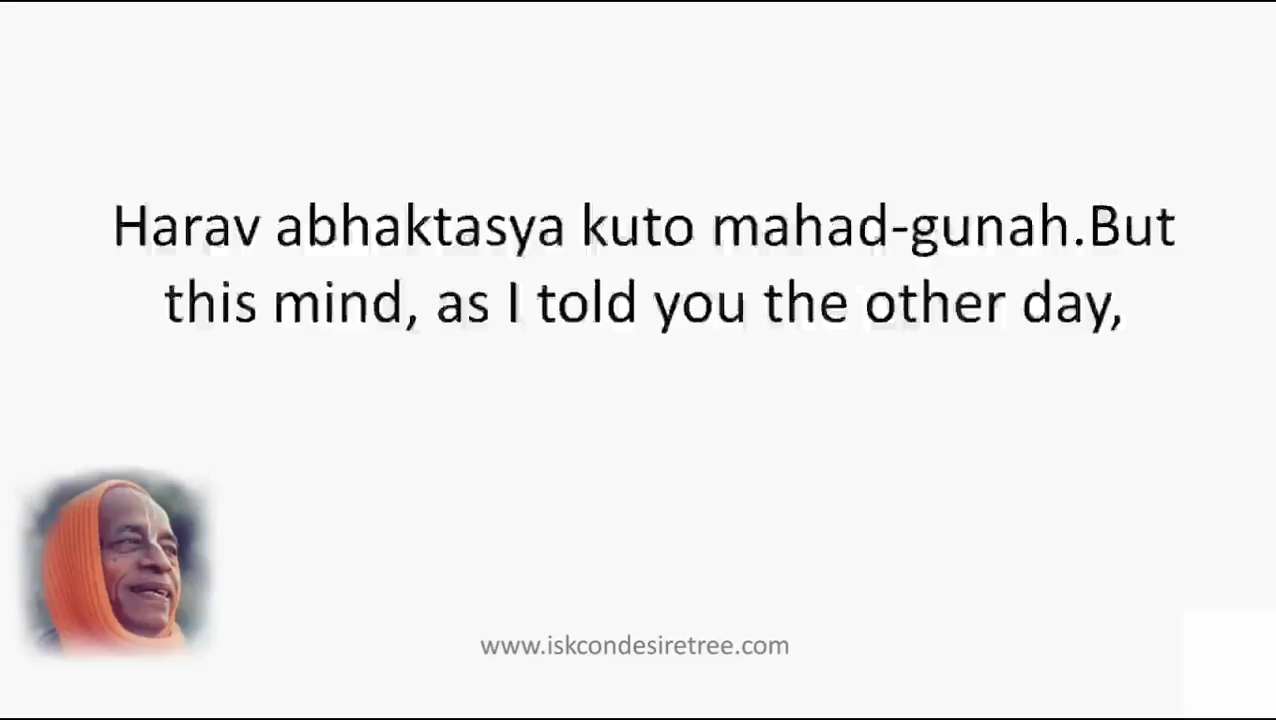 Harav abhaktasya kuto mahad-gunah.But
this mind, as I told you the other day,
www.iskcondesiretree.com